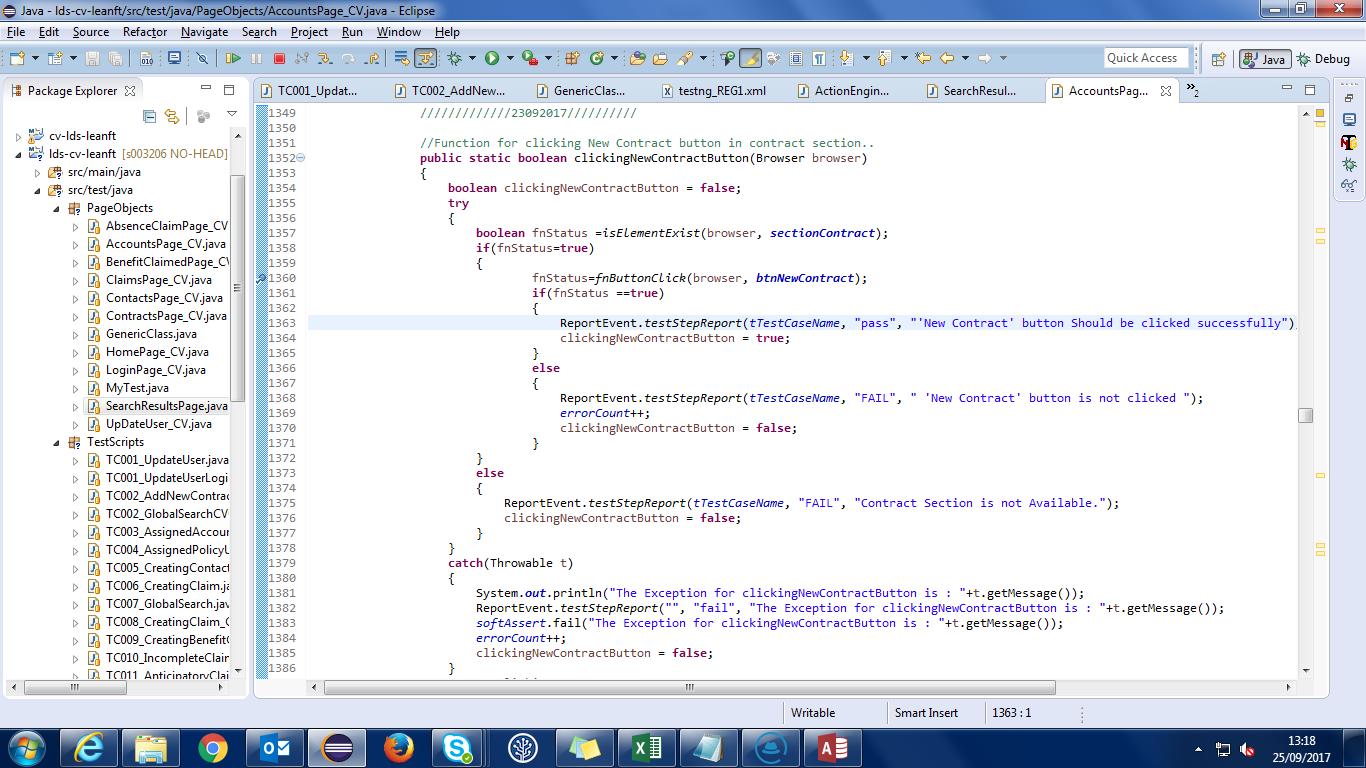 Java - lds-cv-leanft/src/test/java/PageObjects/AccountsPage_CV.java - Eclipse
File Edit Source Refactor Navigate Search Project Run Window Help
Quick Access Java Debug
Package Explorer
TC001_Updat... TC002_AddNew... GenericClas... testng_REG1.xml ActionEngin... SearchResul... AccountsPag... 2
cv-lds-leanft
lds-cv-leanft [s003206 NO-HEAD]
src/main/java
src/test/java
PageObjects
AbsenceClaimPage_CV
AccountsPage_CV.java
BenefitClaimedPage_CV
ClaimsPage_CV.java
ContactsPage_CV.java
ContractsPage_CV.java
GenericClass.java
HomePage_CV.java
LoginPage_CV.java
MyTest.java
SearchResultsPage.java
UpDateUser_CV.java
TestScripts
TC001_UpdateUser.java
TC001_UpdateUserLogi
TC002_AddNewContrac
TC002_GlobalSearchCV
TC003_AssignedAccour
TC004_AssignedPolicyU
TC005_CreatingContact
TC006_CreatingClaim.ja
TC007_GlobalSearch.jav
TC008_CreatingClaim_C
TC009_CreatingBenefitC
TC010_IncompleteClain
TC011_AnticipatoryClai
1349 /////////////23092017//////////
1350
1351 //Function for clicking New Contract button in contract section..
1352 public static boolean clickingNewContractButton(Browser browser)
1353 {
1354 boolean clickingNewContractButton = false;
1355 try
1356 {
1357 boolean fnStatus =isElementExist(browser, sectionContract);
1358 if(fnStatus=true)
1359 {
1360 fnStatus=fnButtonClick(browser, btnNewContract);
1361 if(fnStatus ==true)
1362 {
1363 ReportEvent.testStepReport(tTestCaseName, "pass", "'New Contract' button Should be clicked successfully")
1364 clickingNewContractButton = true;
1365 }
1366 else
1367 {
1368 ReportEvent.testStepReport(tTestCaseName, "FAIL", " 'New Contract' button is not clicked ");
1369 errorCount++;
1370 clickingNewContractButton = false;
1371 }
1372 }
1373 else
1374 {
1375 ReportEvent.testStepReport(tTestCaseName, "FAIL", "Contract Section is not Available.");
1376 clickingNewContractButton = false;
1377 }
1378 }
1379 catch(Throwable t)
1380 {
1381 System.out.println("The Exception for clickingNewContractButton is : "+t.getMessage());
1382 ReportEvent.testStepReport("", "fail", "The Exception for clickingNewContractButton is : "+t.getMessage());
1383 softAssert.fail("The Exception for clickingNewContractButton is : "+t.getMessage());
1384 errorCount++;
1385 clickingNewContractButton = false;
1386 }
Writable Smart Insert 1363 : 1
13:18
25/09/2017